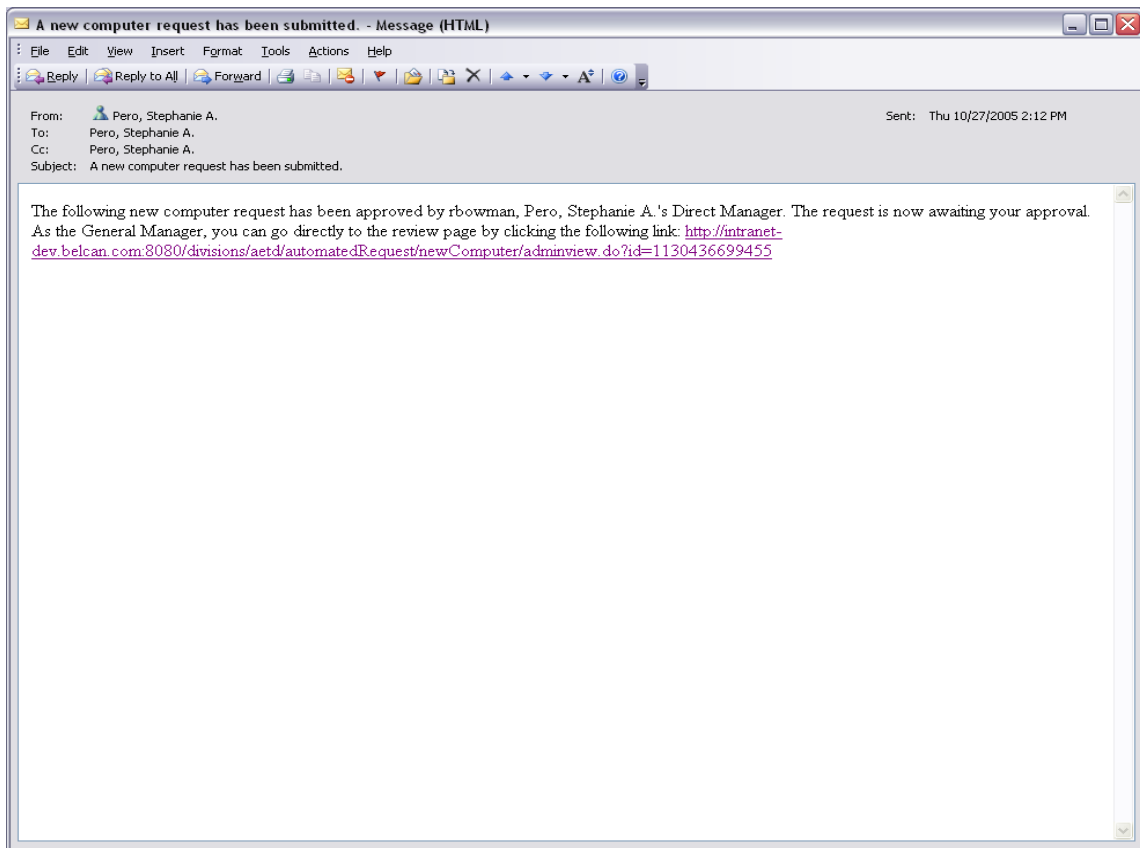 A new computer request has been submitted. - Message (HTML)
File Edit View Insert Format Tools Actions Help
Reply Reply to All Forward
From: Pero, Stephanie A. Sent: Thu 10/27/2005 2:12 PM
To: Pero, Stephanie A.
Cc: Pero, Stephanie A.
Subject: A new computer request has been submitted.
The following new computer request has been approved by rbowman, Pero, Stephanie A.'s Direct Manager. The request is now awaiting your approval.
As the General Manager, you can go directly to the review page by clicking the following link: http://intranet-
dev.belcan.com:8080/divisions/aetd/automatedRequest/newComputer/adminview.do?id=1130436699455